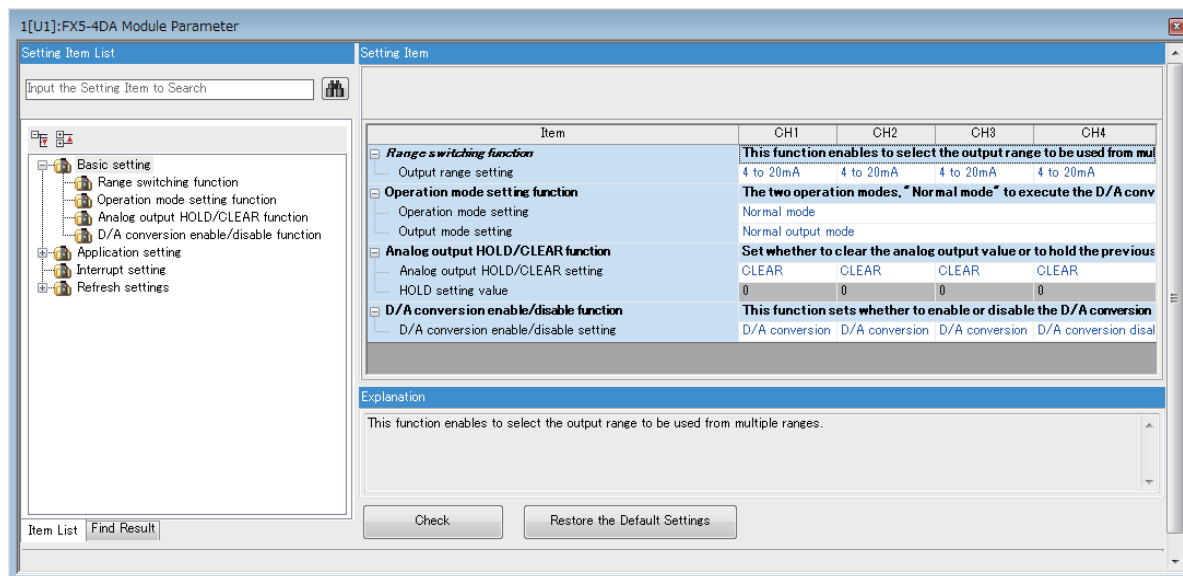 1[U1]:FX5-4DA Module Parameter
Setting Item List
Input the Setting Item to Search
Basic setting
Range switching function
Operation mode setting function
Analog output HOLD/CLEAR function
D/A conversion enable/disable function
Application setting
Interrupt setting
Refresh settings
Item List Find Result
Setting Item
Item CH1 CH2 CH3 CH4
Range switching function This function enables to select the output range to be used from mul
Output range setting 4 to 20mA 4 to 20mA 4 to 20mA 4 to 20mA
Operation mode setting function The two operation modes, "Normal mode" to execute the D/A conv
Operation mode setting Normal mode
Output mode setting Normal output mode
Analog output HOLD/CLEAR function Set whether to clear the analog output value or to hold the previous
Analog output HOLD/CLEAR setting CLEAR CLEAR CLEAR CLEAR
HOLD setting value 0 0 0 0
D/A conversion enable/disable function This function sets whether to enable or disable the D/A conversion
D/A conversion enable/disable setting D/A conversion D/A conversion D/A conversion D/A conversion disal
Explanation
This function enables to select the output range to be used from multiple ranges.
Check Restore the Default Settings